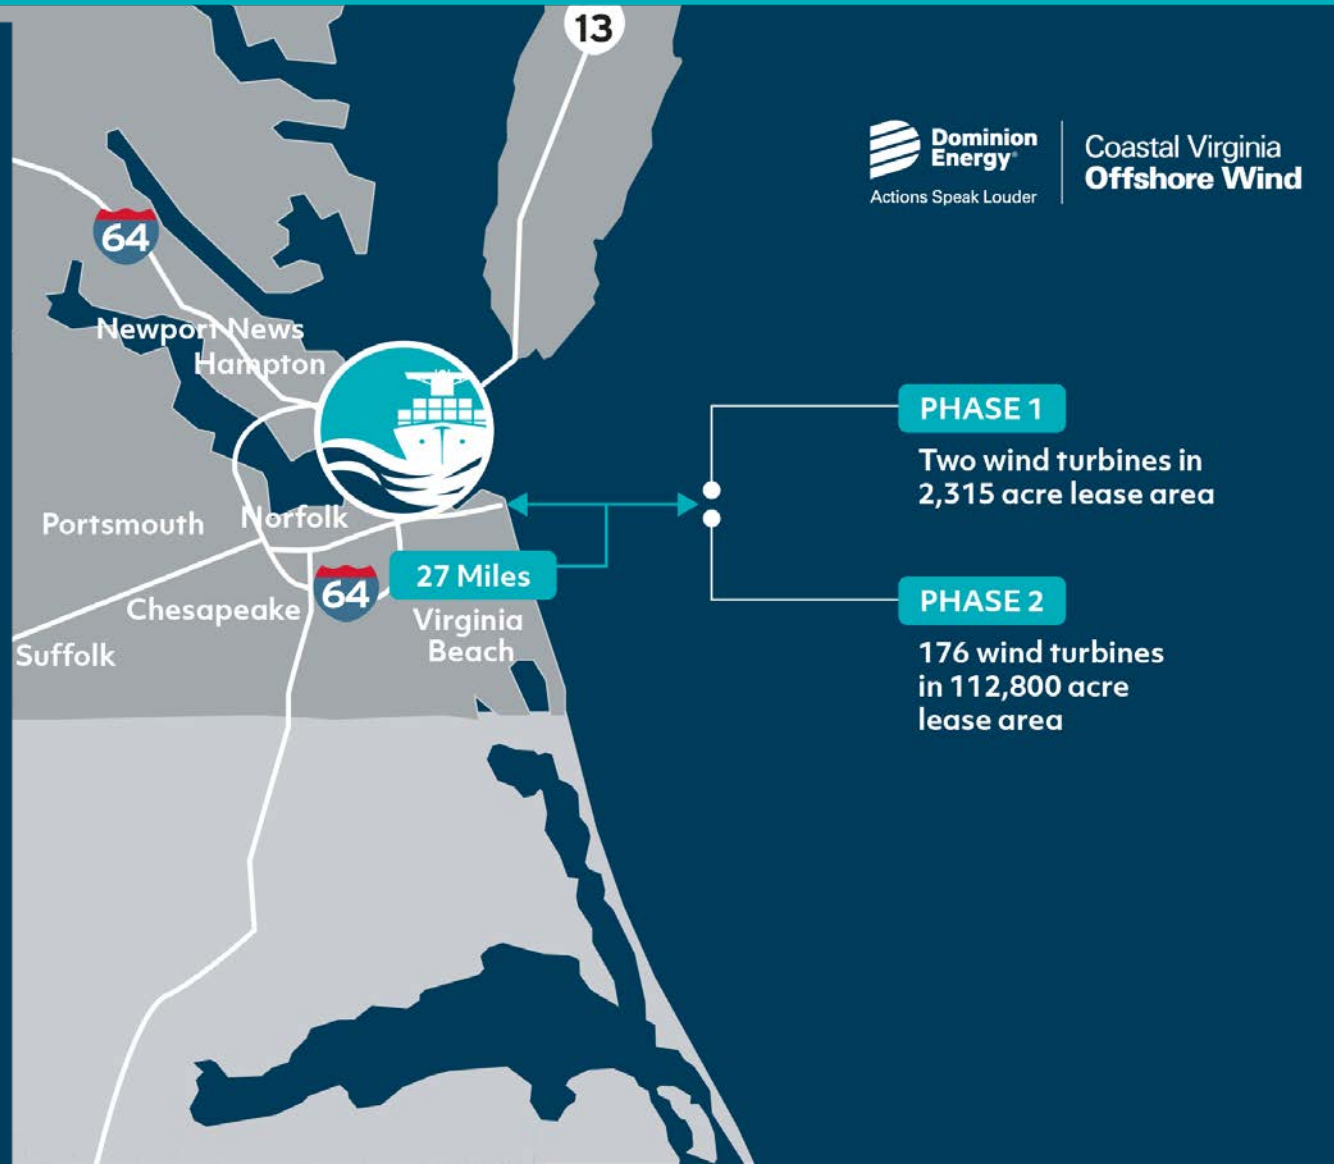 13
Dominion
Energy®
Actions Speak Louder
Coastal Virginia
Offshore Wind
64
Newport News
Hampton
PHASE 1
Two wind turbines in
2,315 acre lease area
Portsmouth
Norfolk
27 Miles
64
Chesapeake
Virginia
Beach
Suffolk
PHASE 2
176 wind turbines
in 112,800 acre
lease area